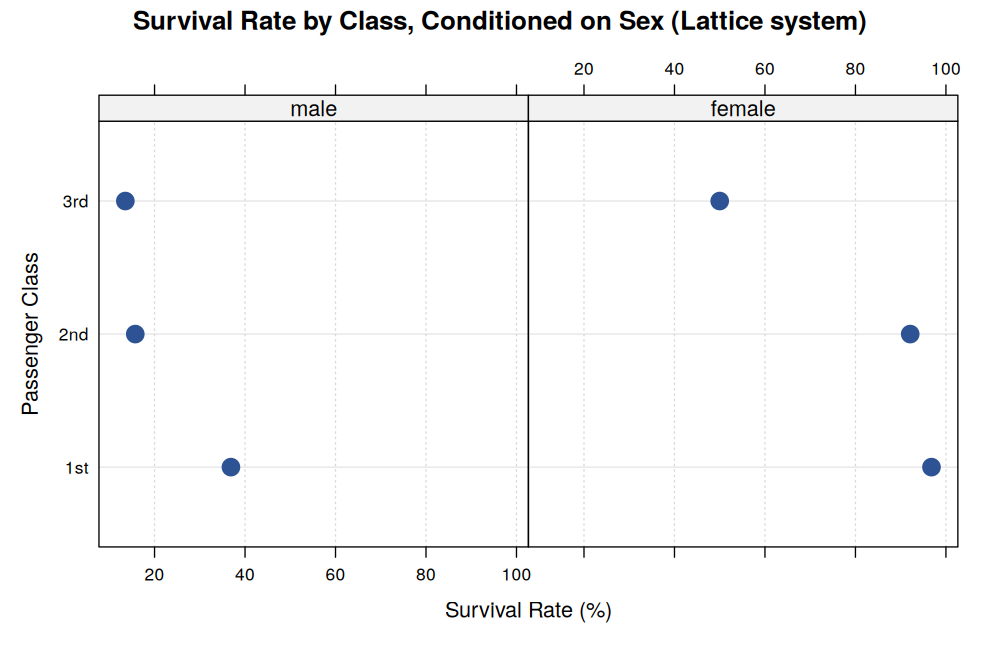 Survival Rate by Class, Conditioned on Sex (Lattice system)
20 40 60 80 100
male female
3rd
2nd
1st
Passenger Class
20 40 60 80 100
Survival Rate (%)